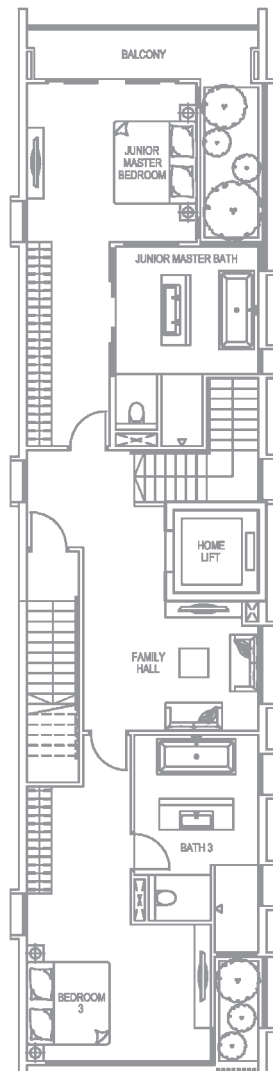 BALCONY
JUNIOR
MASTER
BEDROOM
JUNIOR MASTER BATH
HOME
LIFT
FAMILY
HALL
BATH 3
BEDROOM
3